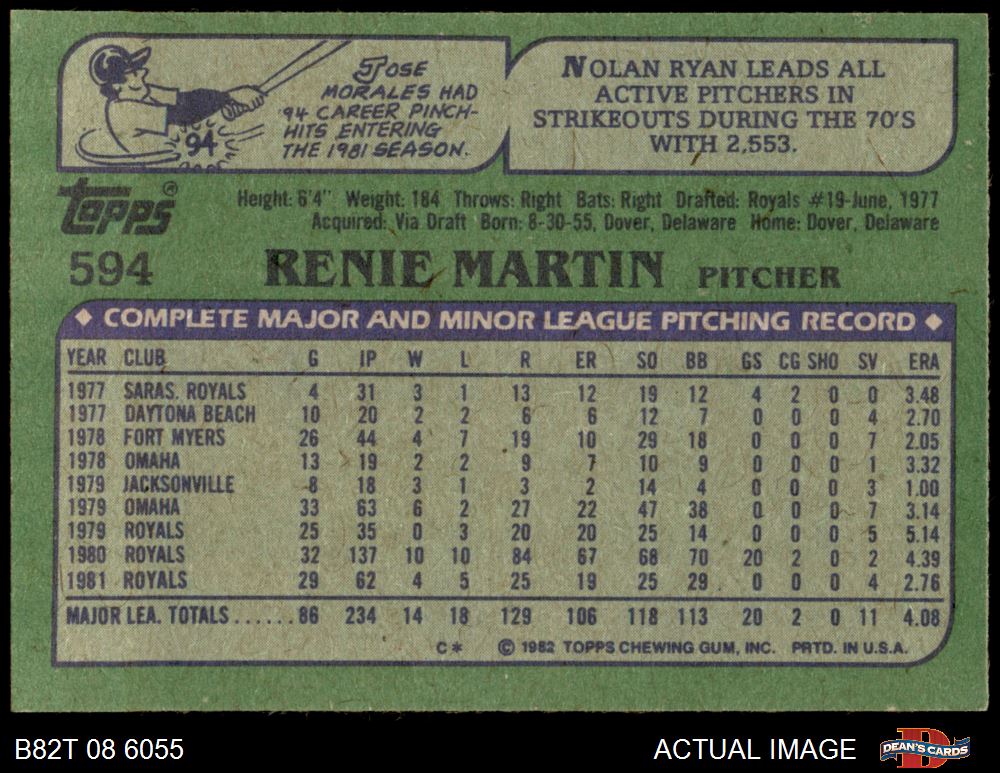 JOSE
MORALES HAD
94 CAREER PINCH-
HITS ENTERING
THE 1981 SEASON.
94
NOLAN RYAN LEADS ALL
ACTIVE PITCHERS IN
STRIKEOUTS DURING THE 70'S
WITH 2,553.
Topps®
Height: 6'4" Weight: 184 Throws: Right Bats: Right Drafted: Royals #19-June, 1977
Acquired: Via Draft Born: 8-30-55, Dover, Delaware Home: Dover, Delaware
594 RENIE MARTIN PITCHER
◆ COMPLETE MAJOR AND MINOR LEAGUE PITCHING RECORD ◆
YEAR CLUB G IP W L R ER SO BB GS CG SHO SV ERA
1977 SARAS. ROYALS 4 31 3 1 13 12 19 12 4 2 0 0 3.48
1977 DAYTONA BEACH 10 20 2 2 6 6 12 7 0 0 0 4 2.70
1978 FORT MYERS 26 44 4 7 19 10 29 18 0 0 0 7 2.05
1978 OMAHA 13 19 2 2 9 7 10 9 0 0 0 1 3.32
1979 JACKSONVILLE 8 18 3 1 3 2 14 4 0 0 0 3 1.00
1979 OMAHA 33 63 6 2 27 22 47 38 0 0 0 7 3.14
1979 ROYALS 25 35 0 3 20 20 25 14 0 0 0 5 5.14
1980 ROYALS 32 137 10 10 84 67 68 70 20 2 0 2 4.39
1981 ROYALS 29 62 4 5 25 19 25 29 0 0 0 4 2.76
MAJOR LEA. TOTALS......86 234 14 18 129 106 118 113 20 2 0 11 4.08
C* © 1982 TOPPS CHEWING GUM, INC. PRTD. IN U.S.A.
B82T 08 6055 ACTUAL IMAGE DEAN'S CARDS